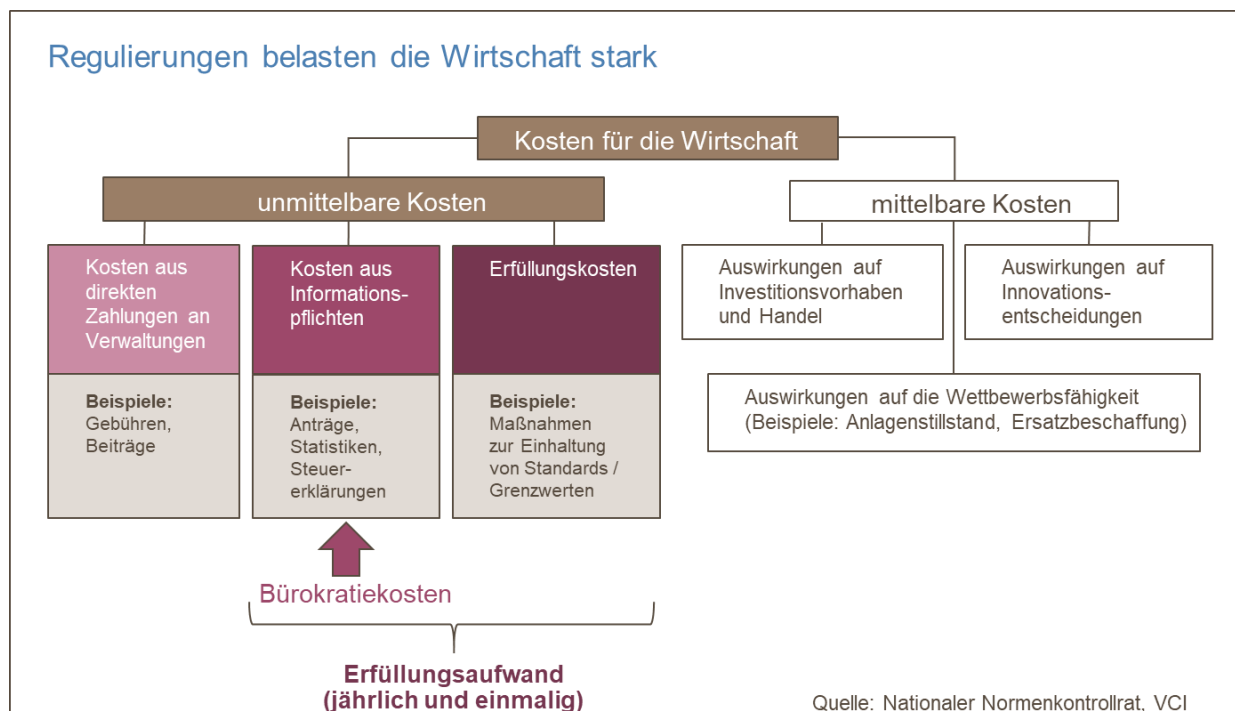 Regulierungen belasten die Wirtschaft stark
Kosten für die Wirtschaft
unmittelbare Kosten
mittelbare Kosten
Kosten aus
direkten
Zahlungen an
Verwaltungen
Kosten aus
Informations-
pflichten
Erfüllungskosten
Auswirkungen auf
Investitionsvorhaben
und Handel
Auswirkungen auf
Innovations-
entscheidungen
Beispiele:
Gebühren,
Beiträge
Beispiele:
Anträge,
Statistiken,
Steuer-
erklärungen
Beispiele:
Maßnahmen
zur Einhaltung
von Standards /
Grenzwerten
Auswirkungen auf die Wettbewerbsfähigkeit
(Beispiele: Anlagenstillstand, Ersatzbeschaffung)
Bürokratiekosten
Erfüllungsaufwand
(jährlich und einmalig)
Quelle: Nationaler Normenkontrollrat, VCI